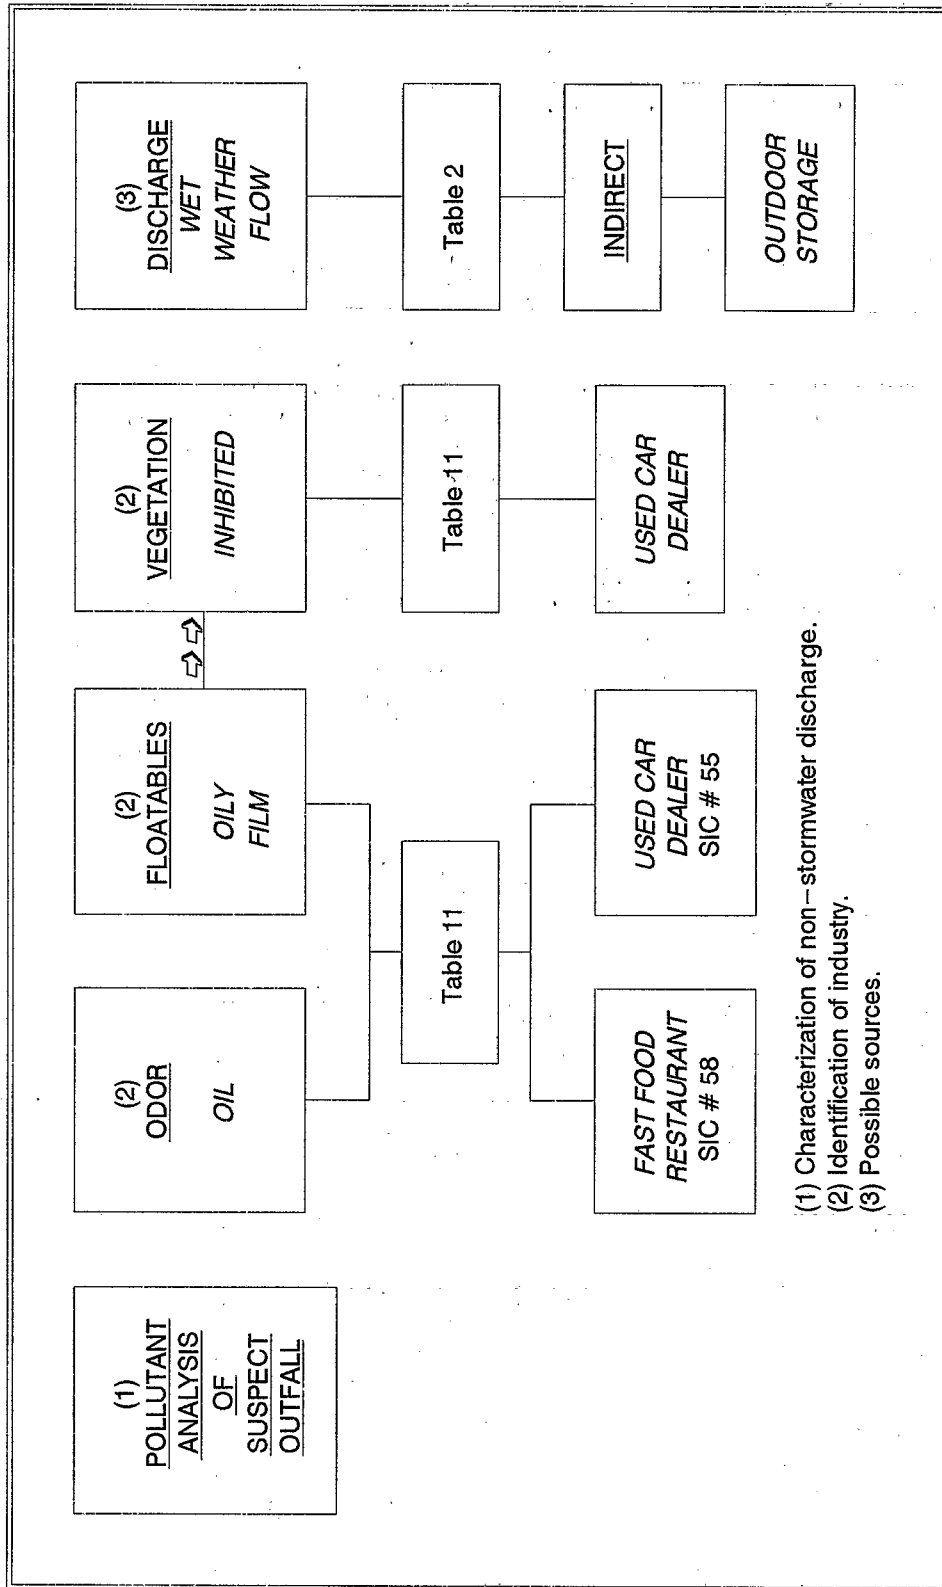 (1)
POLLUTANT
ANALYSIS
OF
SUSPECT
OUTFALL
(2)
ODOR
OIL
(2)
FLOATABLES
OILY
FILM
(2)
VEGETATION
INHIBITED
(3)
DISCHARGE
WET
WEATHER
FLOW
Table 11
Table 11
Table 2
INDIRECT
FAST FOOD
RESTAURANT
SIC # 58
USED CAR
DEALER
SIC # 55
USED CAR
DEALER
OUTDOOR
STORAGE
(1) Characterization of non-stormwater discharge.
(2) Identification of industry.
(3) Possible sources.